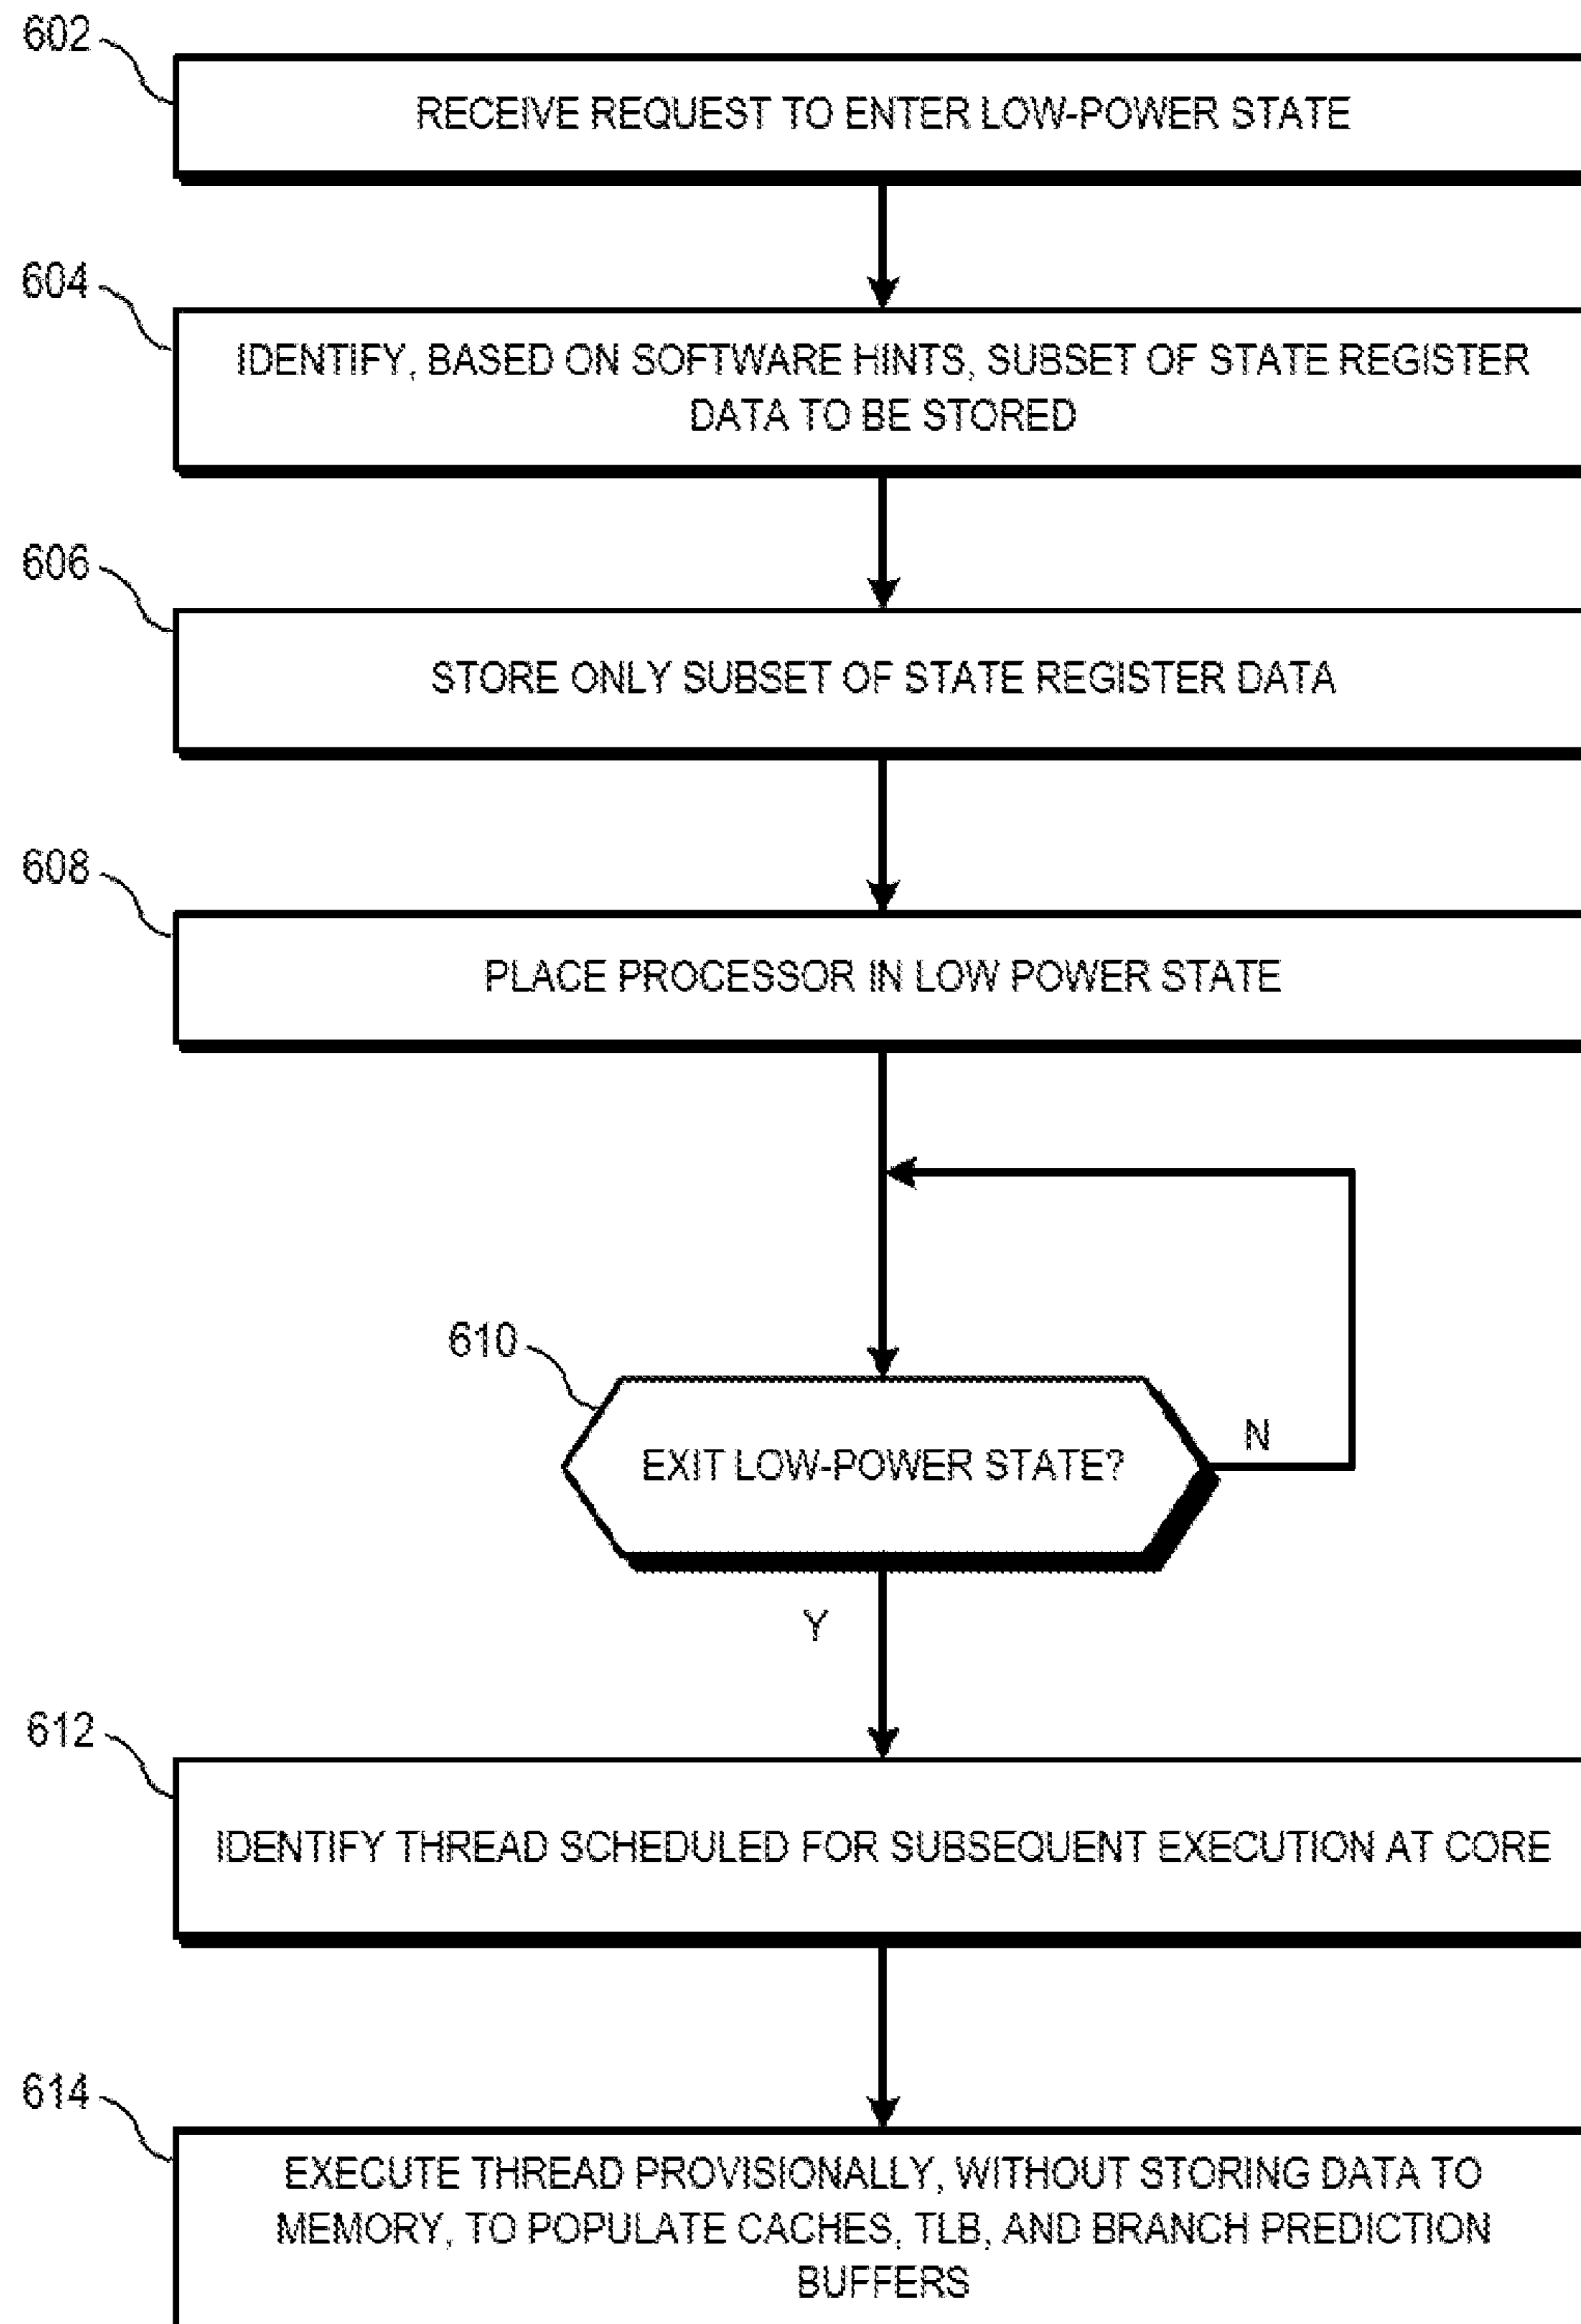 602
RECEIVE REQUEST TO ENTER LOW-POWER STATE
604
IDENTIFY, BASED ON SOFTWARE HINTS, SUBSET OF STATE REGISTER
DATA TO BE STORED
606
STORE ONLY SUBSET OF STATE REGISTER DATA
608
PLACE PROCESSOR IN LOW POWER STATE
610
EXIT LOW-POWER STATE?
N
Y
612
IDENTIFY THREAD SCHEDULED FOR SUBSEQUENT EXECUTION AT CORE
614
EXECUTE THREAD PROVISIONALLY, WITHOUT STORING DATA TO
MEMORY, TO POPULATE CACHES, TLB, AND BRANCH PREDICTION
BUFFERS